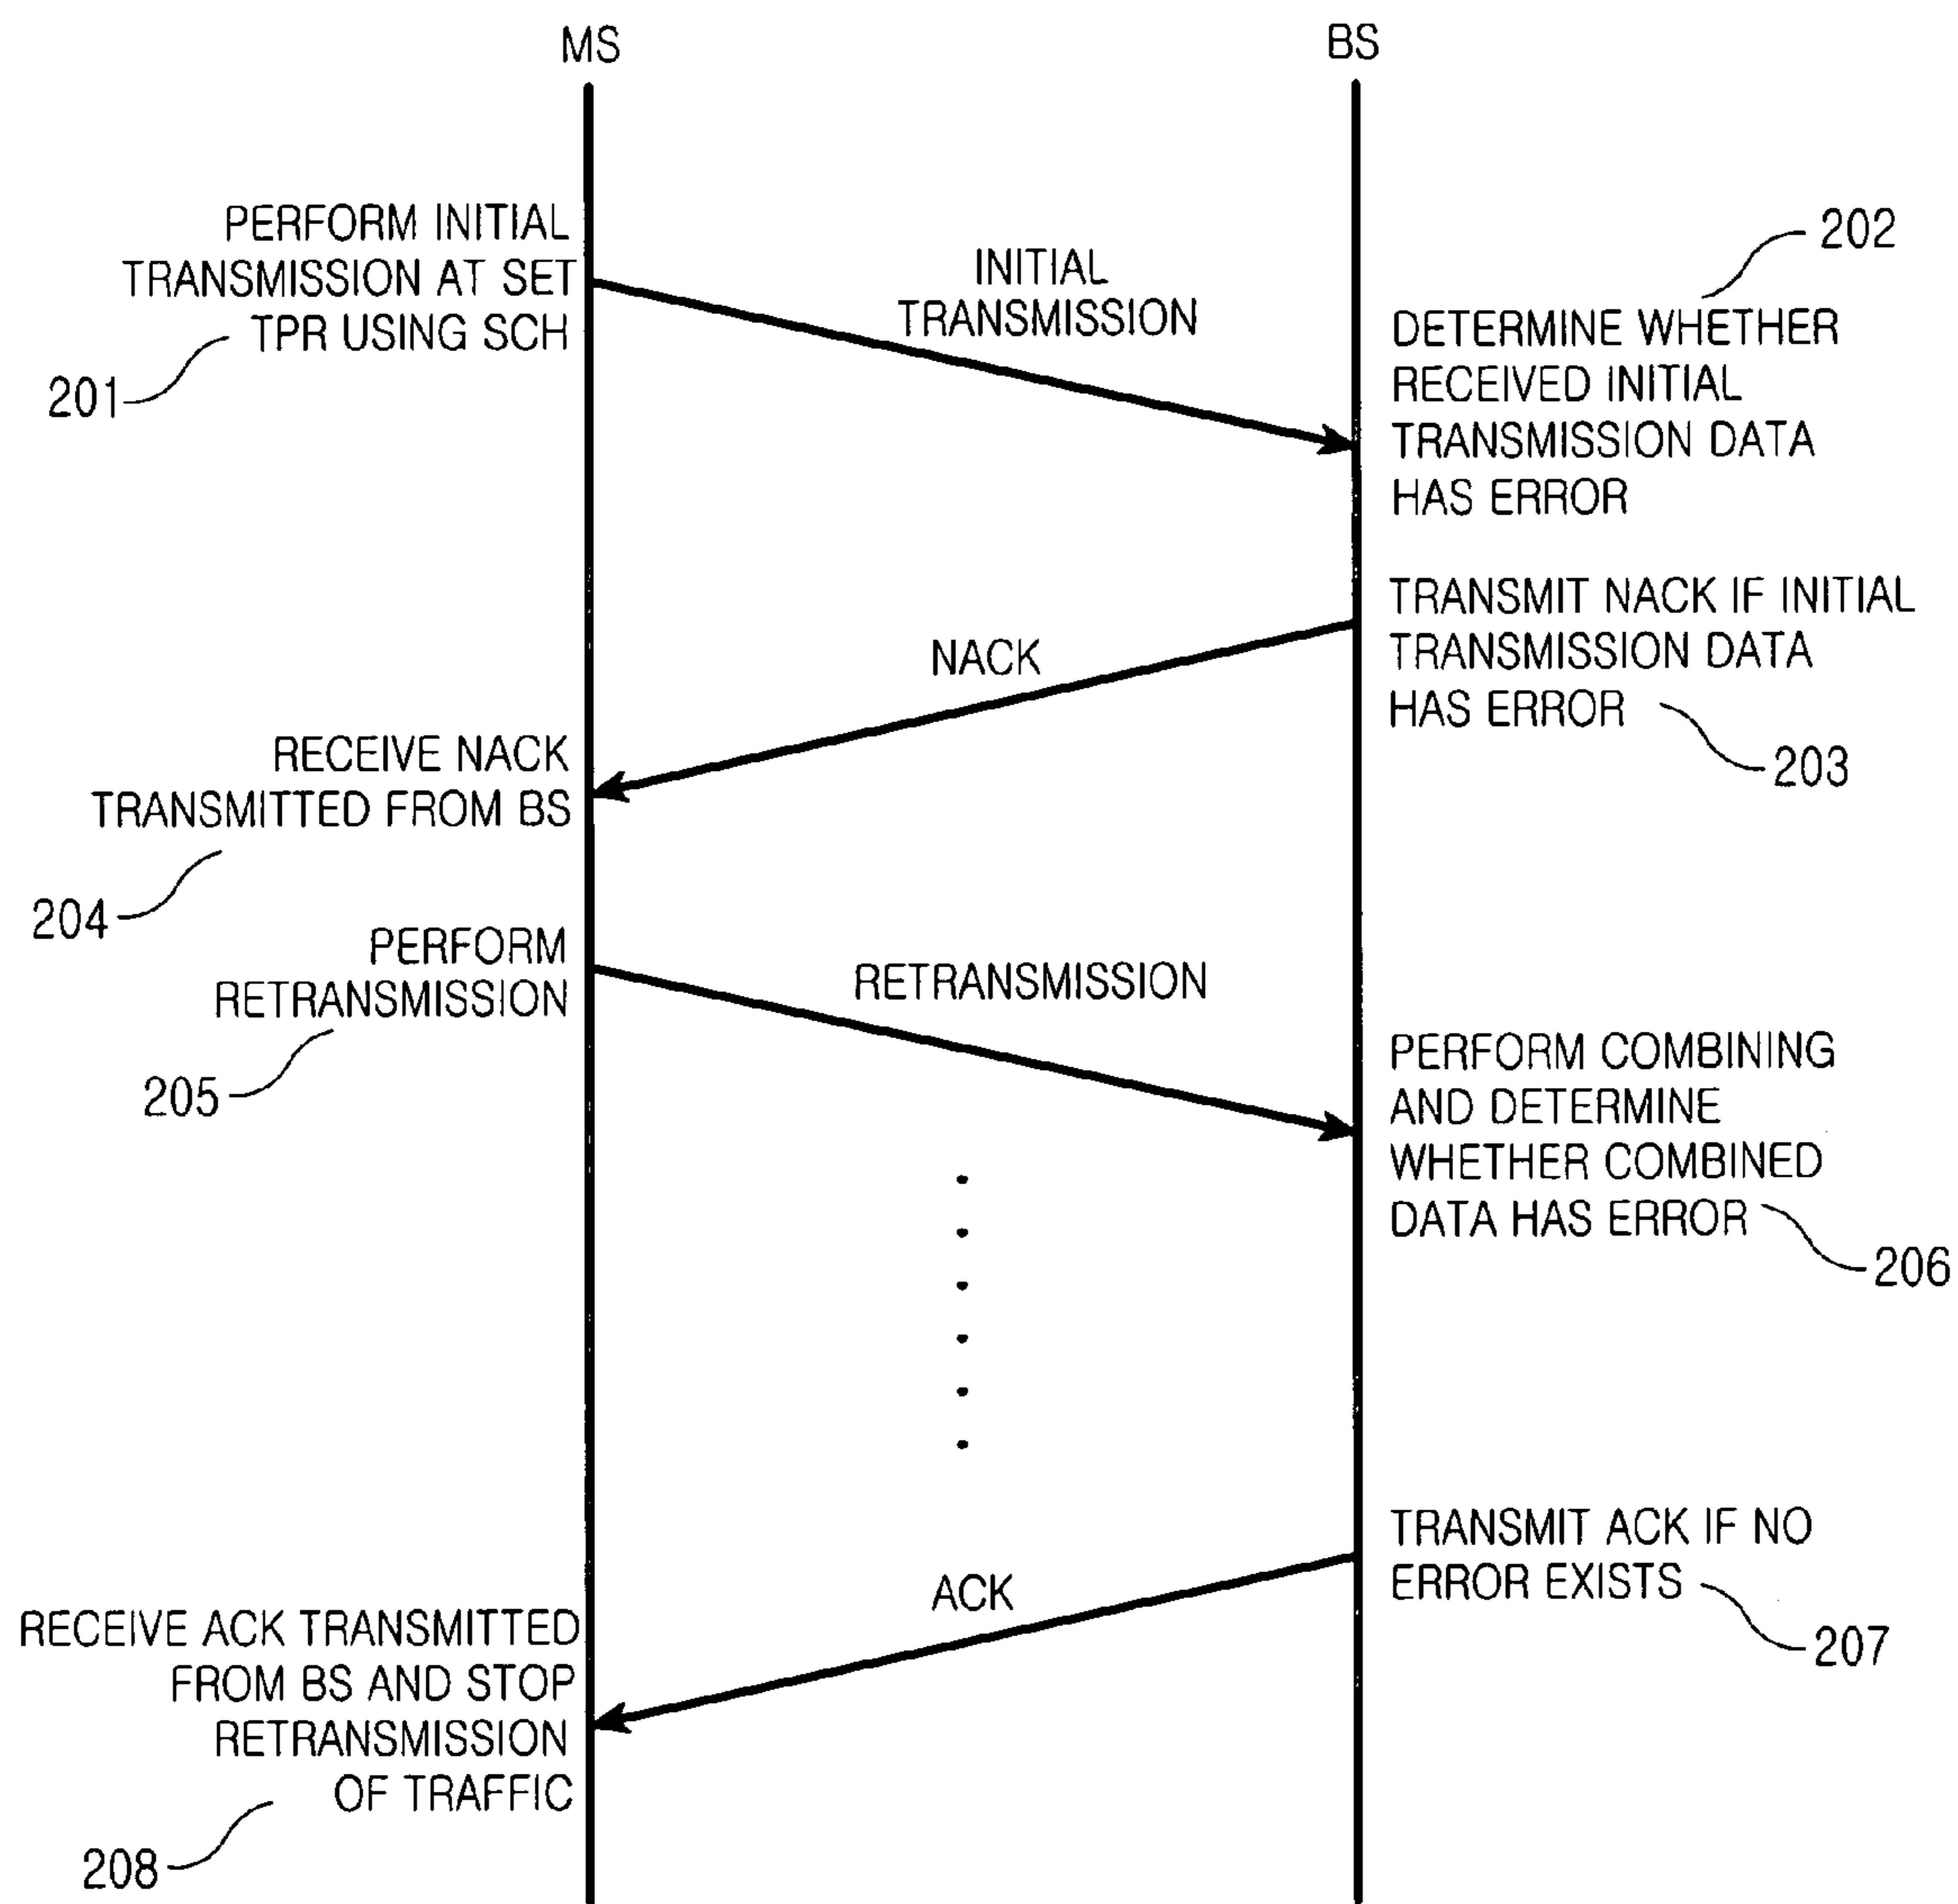 MS
BS
PERFORM INITIAL
TRANSMISSION AT SET
TPR USING SCH
201
INITIAL
TRANSMISSION
202
DETERMINE WHETHER
RECEIVED INITIAL
TRANSMISSION DATA
HAS ERROR
TRANSMIT NACK IF INITIAL
TRANSMISSION DATA
HAS ERROR
203
NACK
RECEIVE NACK
TRANSMITTED FROM BS
204
PERFORM
RETRANSMISSION
205
RETRANSMISSION
PERFORM COMBINING
AND DETERMINE
WHETHER COMBINED
DATA HAS ERROR
206
TRANSMIT ACK IF NO
ERROR EXISTS
207
ACK
RECEIVE ACK TRANSMITTED
FROM BS AND STOP
RETRANSMISSION
OF TRAFFIC
208